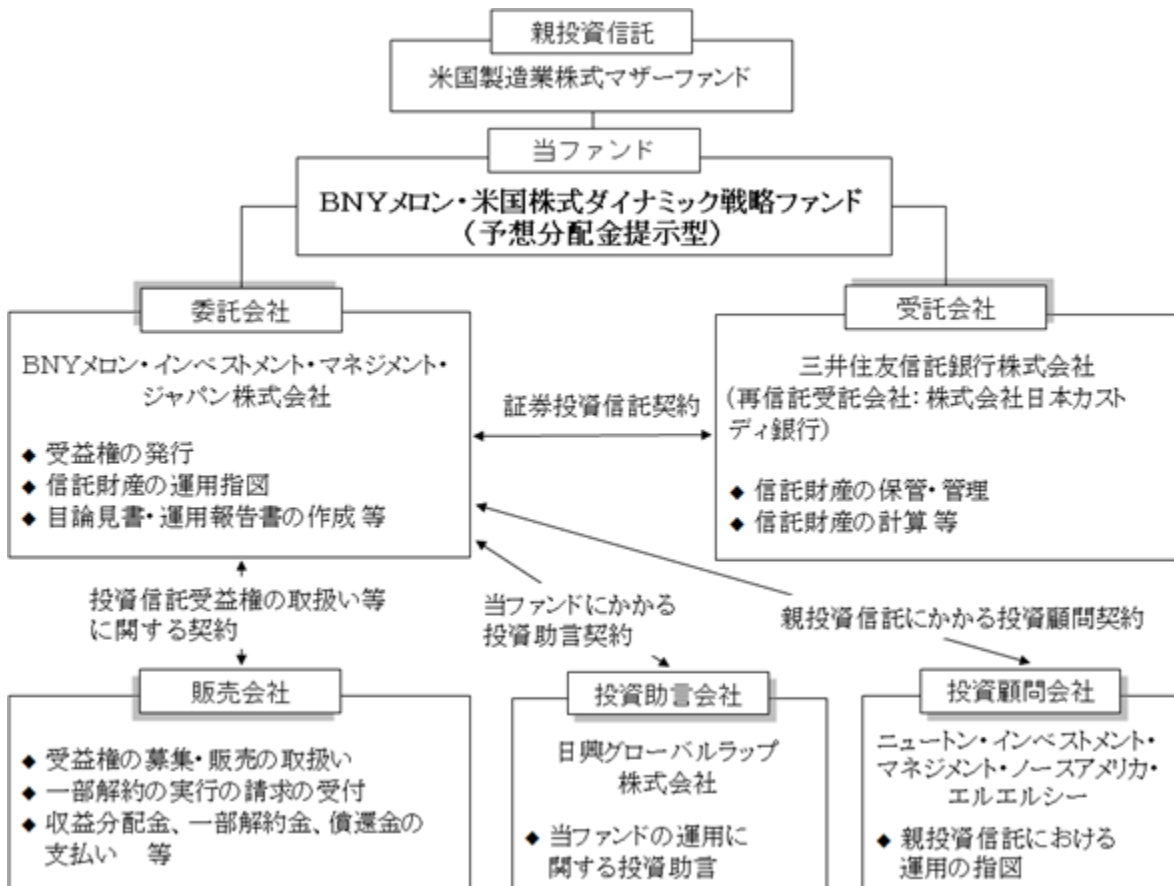 親投資信託
米国製造業株式マザーファンド
当ファンド
BNYメロン・米国株式ダイナミック戦略ファンド
（予想分配金提示型）
委託会社
BNYメロン・インベストメント・マネジメント・
ジャパン株式会社
◆ 受益権の発行
◆ 信託財産の運用指図
◆ 目論見書・運用報告書の作成 等
証券投資信託契約
受託会社
三井住友信託銀行株式会社
(再信託受託会社：株式会社日本カスト
ディ銀行)
◆ 信託財産の保管・管理
◆ 信託財産の計算 等
投資信託受益権の取扱い等
に関する契約
当ファンドにかかる
投資助言契約
親投資信託にかかる投資顧問契約
販売会社
◆ 受益権の募集・販売の取扱い
◆ 一部解約の実行の請求の受付
◆ 収益分配金、一部解約金、償還金の
支払い 等
投資助言会社
日興グローバルラップ
株式会社
◆ 当ファンドの運用に
関する投資助言
投資顧問会社
ニュートン・インベストメント・
マネジメント・ノースアメリカ・
エルエルシー
◆ 親投資信託における
運用の指図